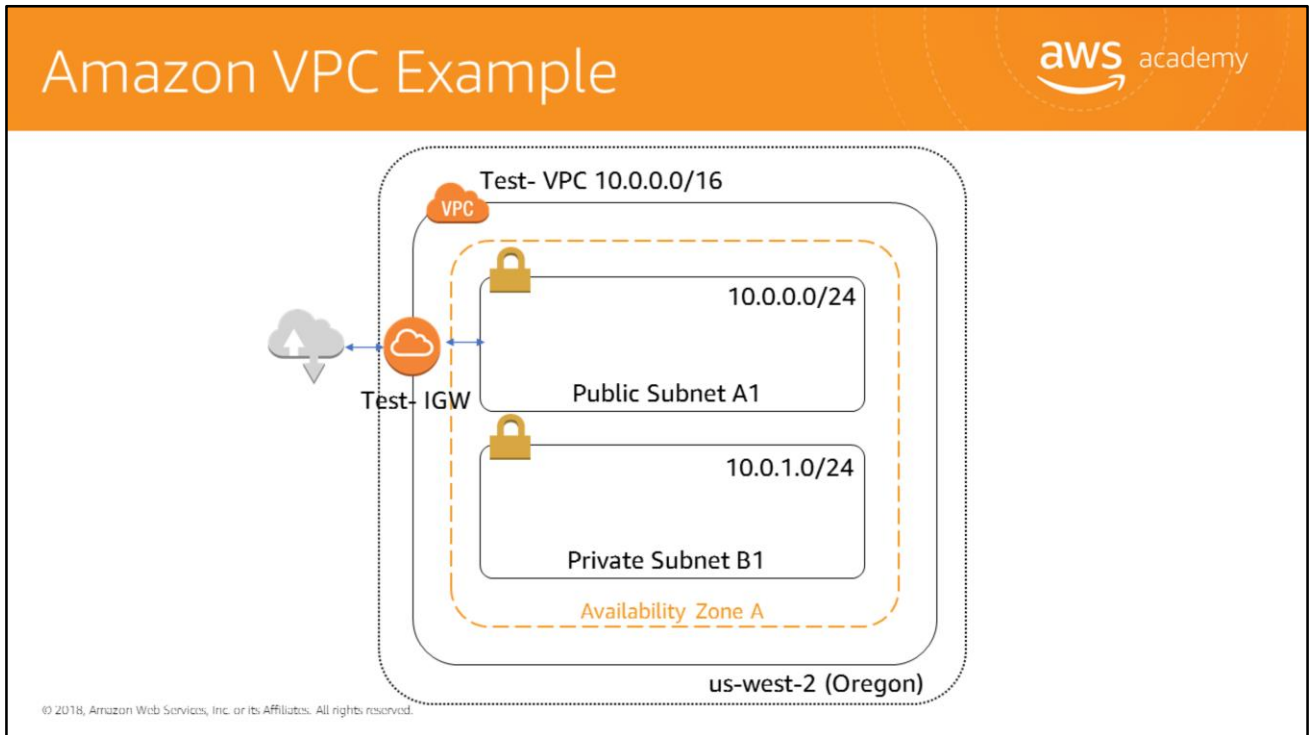 Amazon VPC Example
aws academy
Test- VPC 10.0.0.0/16
VPC
10.0.0.0/24
Public Subnet A1
Test- IGW
10.0.1.0/24
Private Subnet B1
Availability Zone A
us-west-2 (Oregon)
© 2018, Amazon Web Services, Inc. or its Affiliates. All rights reserved.